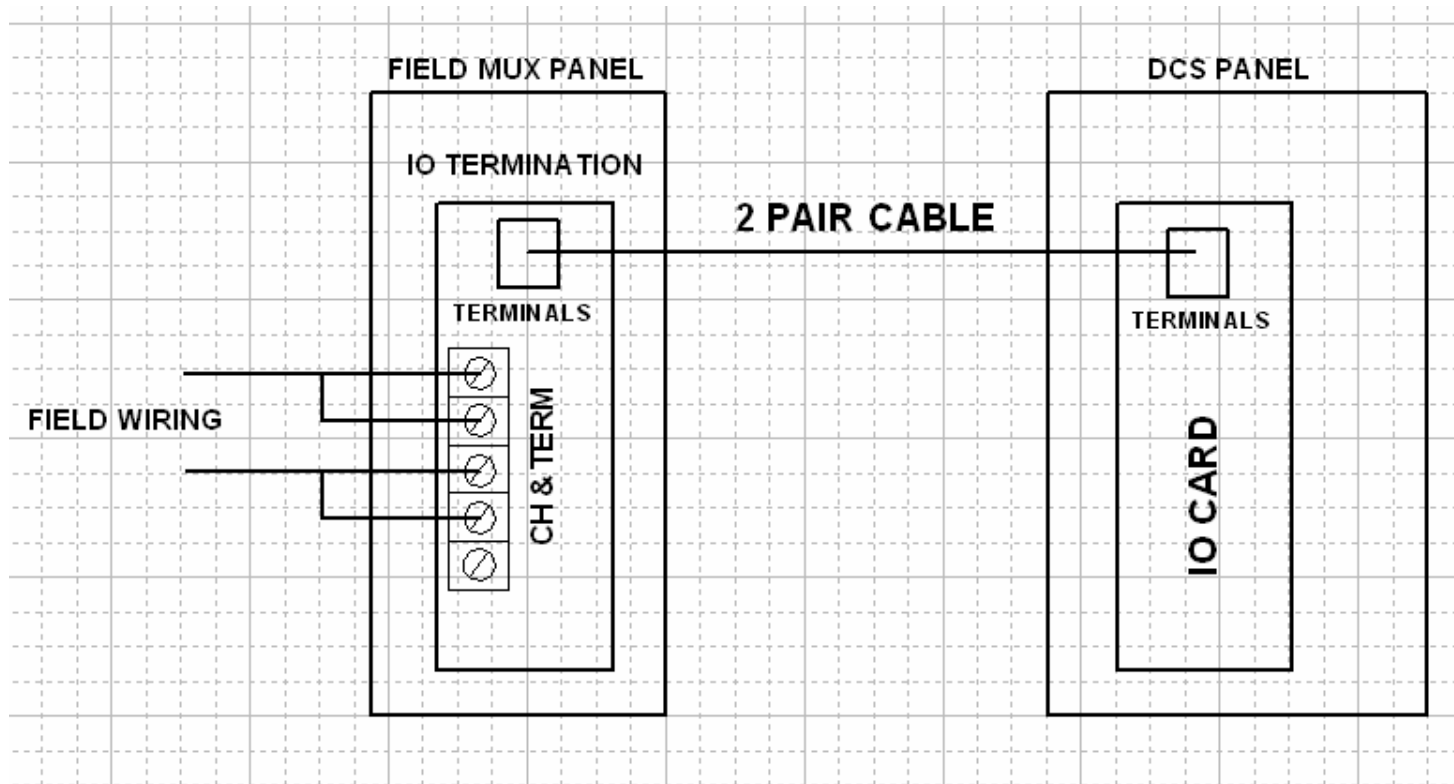 FIELD MUX PANEL
DCS PANEL
IO TERMINATION
2 PAIR CABLE
TERMINALS
TERMINALS
FIELD WIRING
CH & TERM
IO CARD